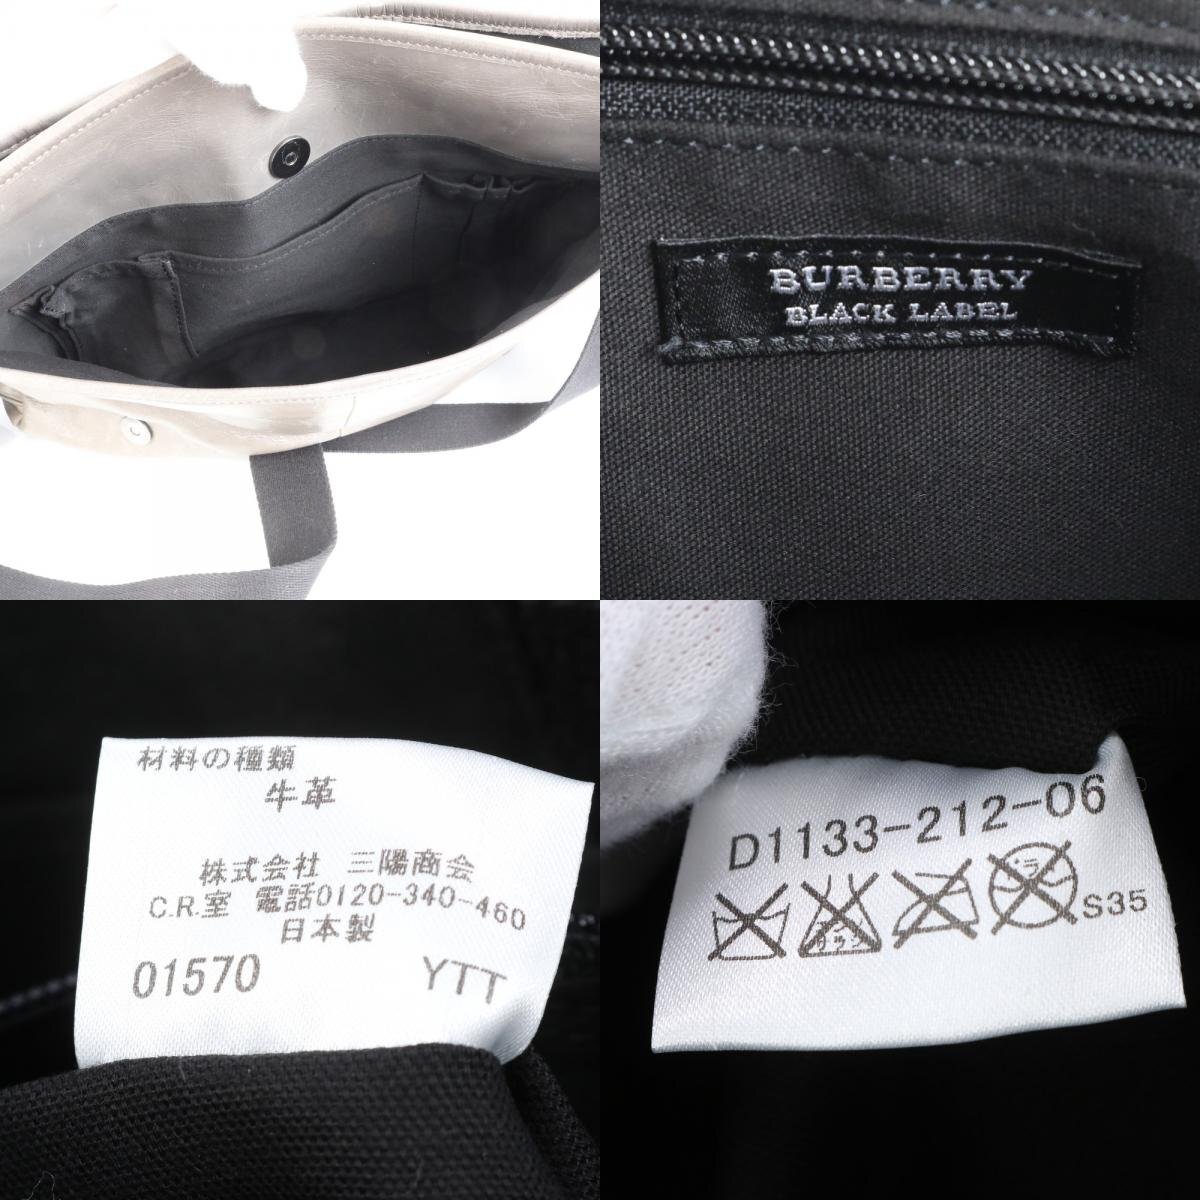 BURBERRY
BLACK LABEL
材料の種類
牛革
株式会社 三陽商会
C.R.室 電話0120-340-460
日本製
01570 YTT
D1133-212-06
S35